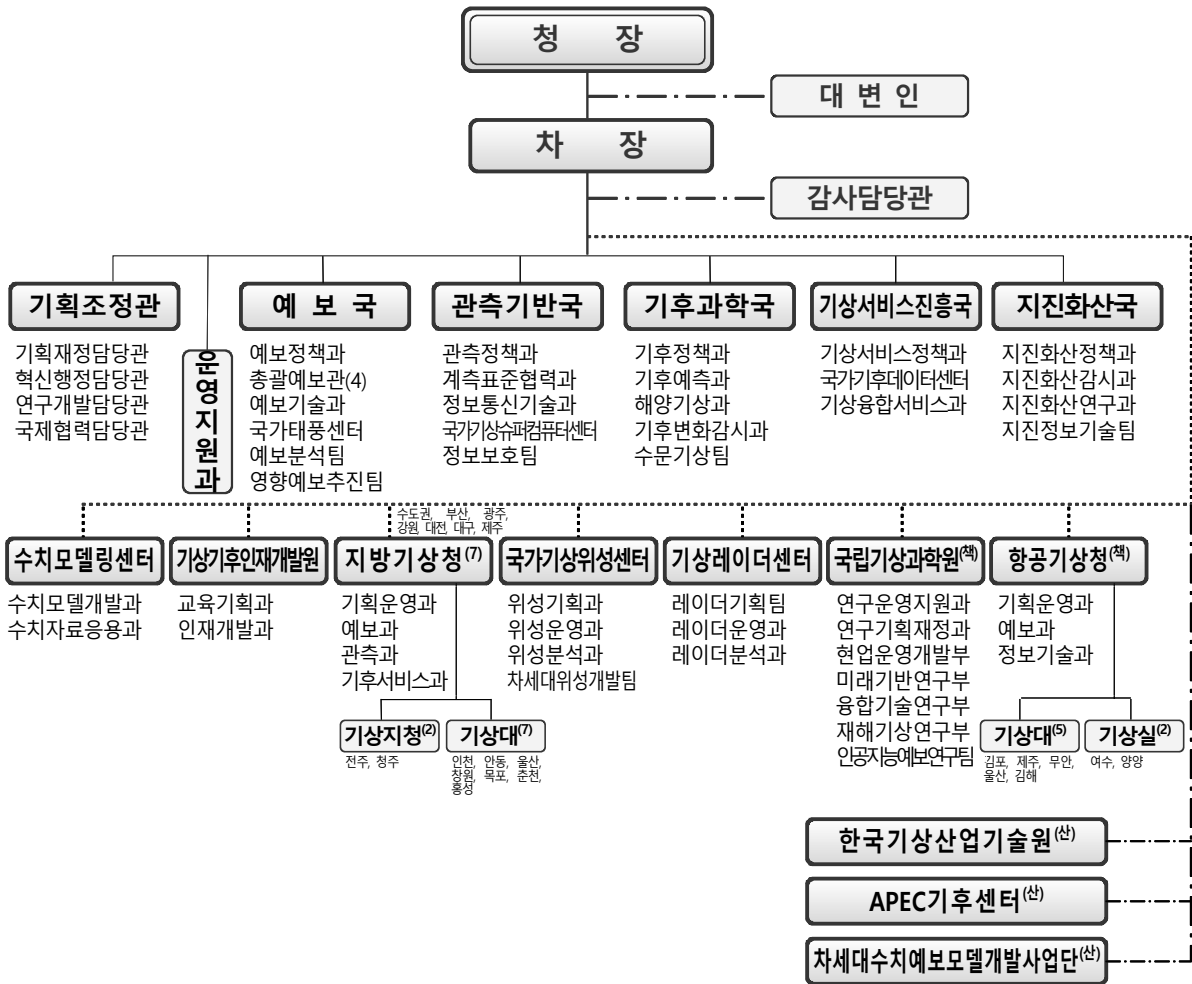 청 장
대 변 인
차 장
감사담당관
기획조정관
기획재정담당관
혁신행정담당관
연구개발담당관
국제협력담당관
운영지원과
예 보 국
예보정책과
총괄예보관(4)
예보기술과
국가태풍센터
예보분석팀
영향예보추진팀
관측기반국
관측정책과
계측표준협력과
정보통신기술과
국가기상슈퍼컴퓨터센터
정보보호팀
기후과학국
기후정책과
기후예측과
해양기상과
기후변화감시과
수문기상팀
기상서비스진흥국
기상서비스정책과
국가기후데이터센터
기상융합서비스과
지진화산국
지진화산정책과
지진화산감시과
지진화산연구과
지진정보기술팀
수치모델링센터
수치모델개발과
수치자료응용과
기상기후인재개발원
교육기획과
인재개발과
수도권, 부산, 광주,
강원, 대전, 대구, 제주
지방기상청(7)
기획운영과
예보과
관측과
기후서비스과
기상지청(2)
전주, 청주
기상대(7)
인천, 안동, 울산,
창원, 목포, 춘천,
홍성
국가기상위성센터
위성기획과
위성운영과
위성분석과
차세대위성개발팀
기상레이더센터
레이더기획팀
레이더운영과
레이더분석과
국립기상과학원(책)
연구운영지원과
연구기획재정과
현업운영개발부
미래기반연구부
융합기술연구부
재해기상연구부
인공지능예보연구팀
항공기상청(책)
기획운영과
예보과
정보기술과
기상대(5)
김포, 제주, 무안,
울산, 김해
기상실(2)
여수, 양양
한국기상산업기술원(산)
APEC기후센터(산)
차세대수치예보모델개발사업단(산)